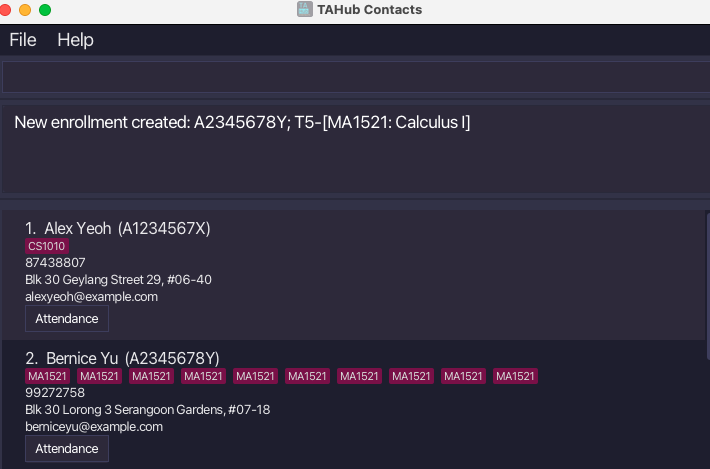 TAHub Contacts
File Help
New enrollment created: A2345678Y; T5-[MA1521: Calculus I]
1. Alex Yeoh (A1234567X)
CS1010
87438807
Blk 30 Geylang Street 29, #06-40
alexyeoh@example.com
Attendance
2. Bernice Yu (A2345678Y)
MA1521 MA1521 MA1521 MA1521 MA1521 MA1521 MA1521 MA1521 MA1521 MA1521
99272758
Blk 30 Lorong 3 Serangoon Gardens, #07-18
berniceyu@example.com
Attendance